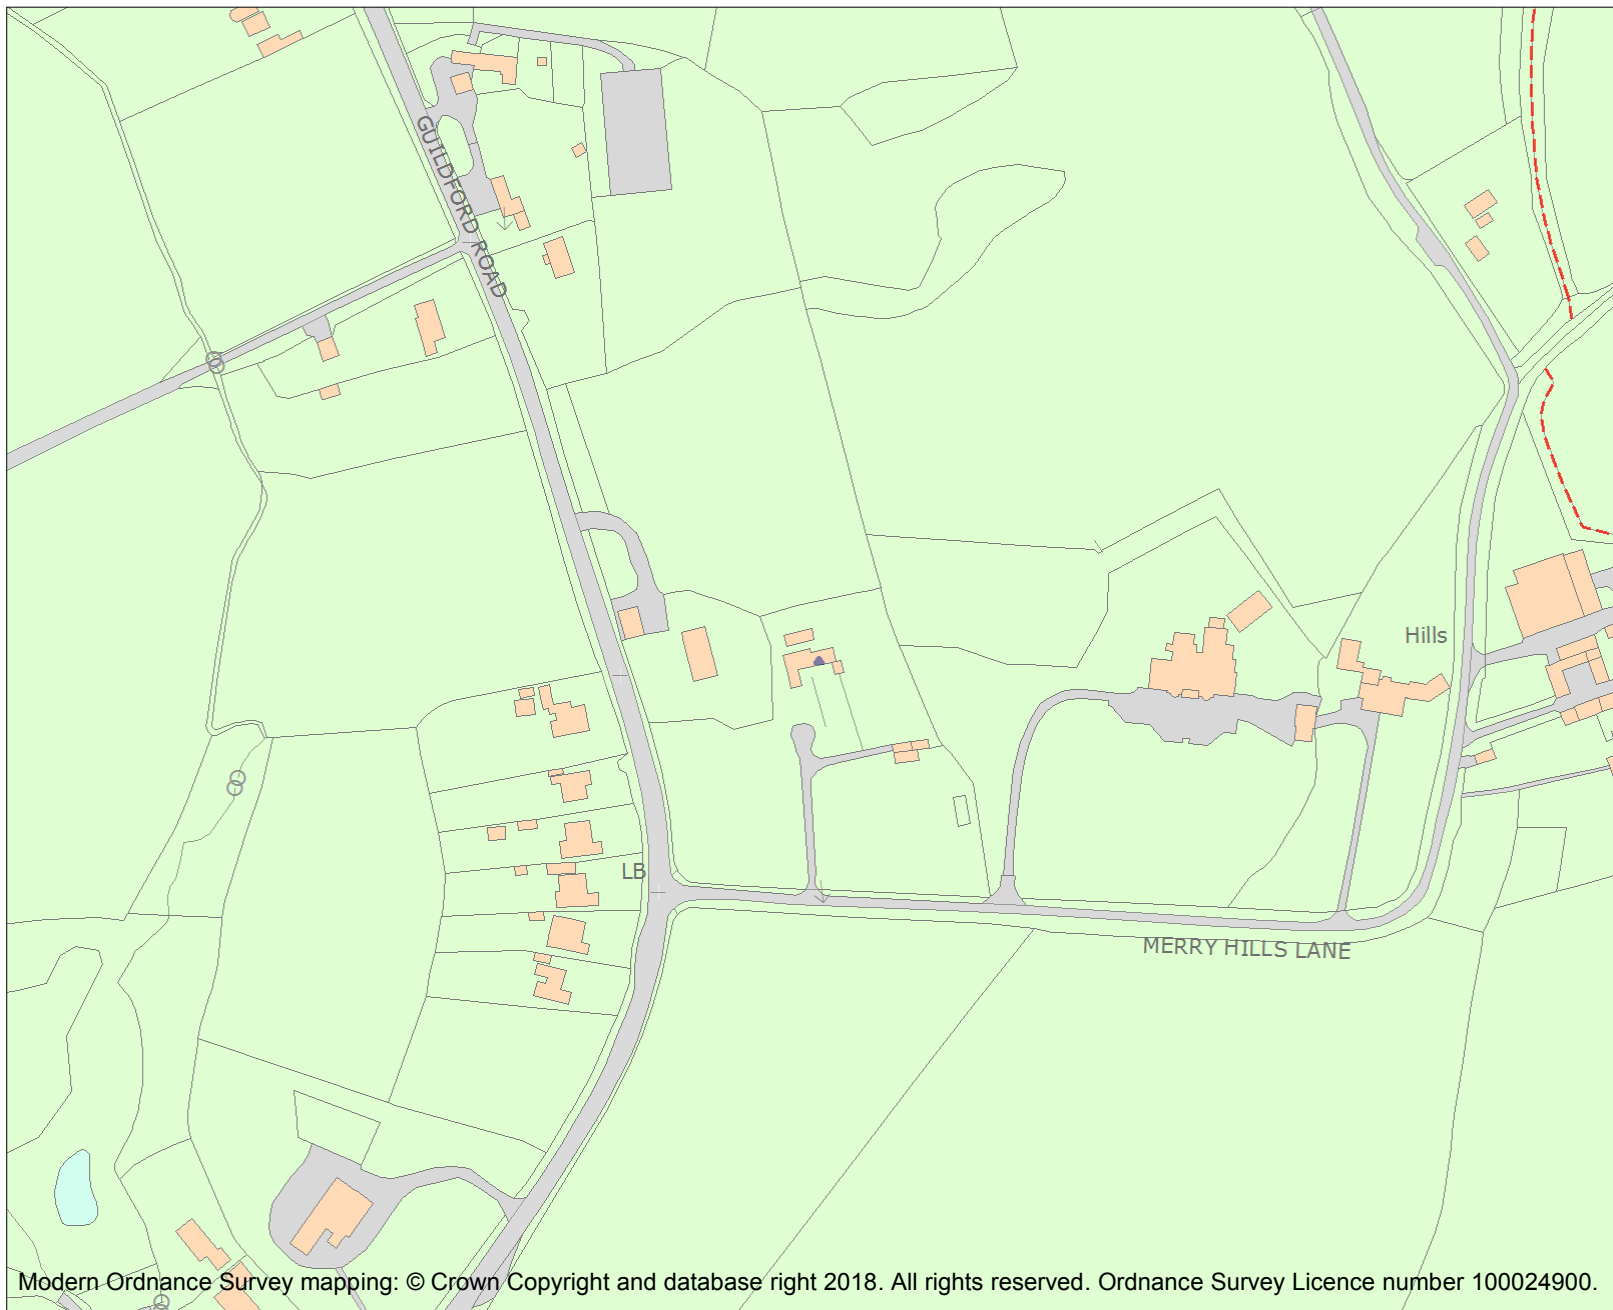 GUILDFORD ROAD
Hills
LB
MERRY HILLS LANE
Modern Ordnance Survey mapping: © Crown Copyright and database right 2018. All rights reserved. Ordnance Survey Licence number 100024900.